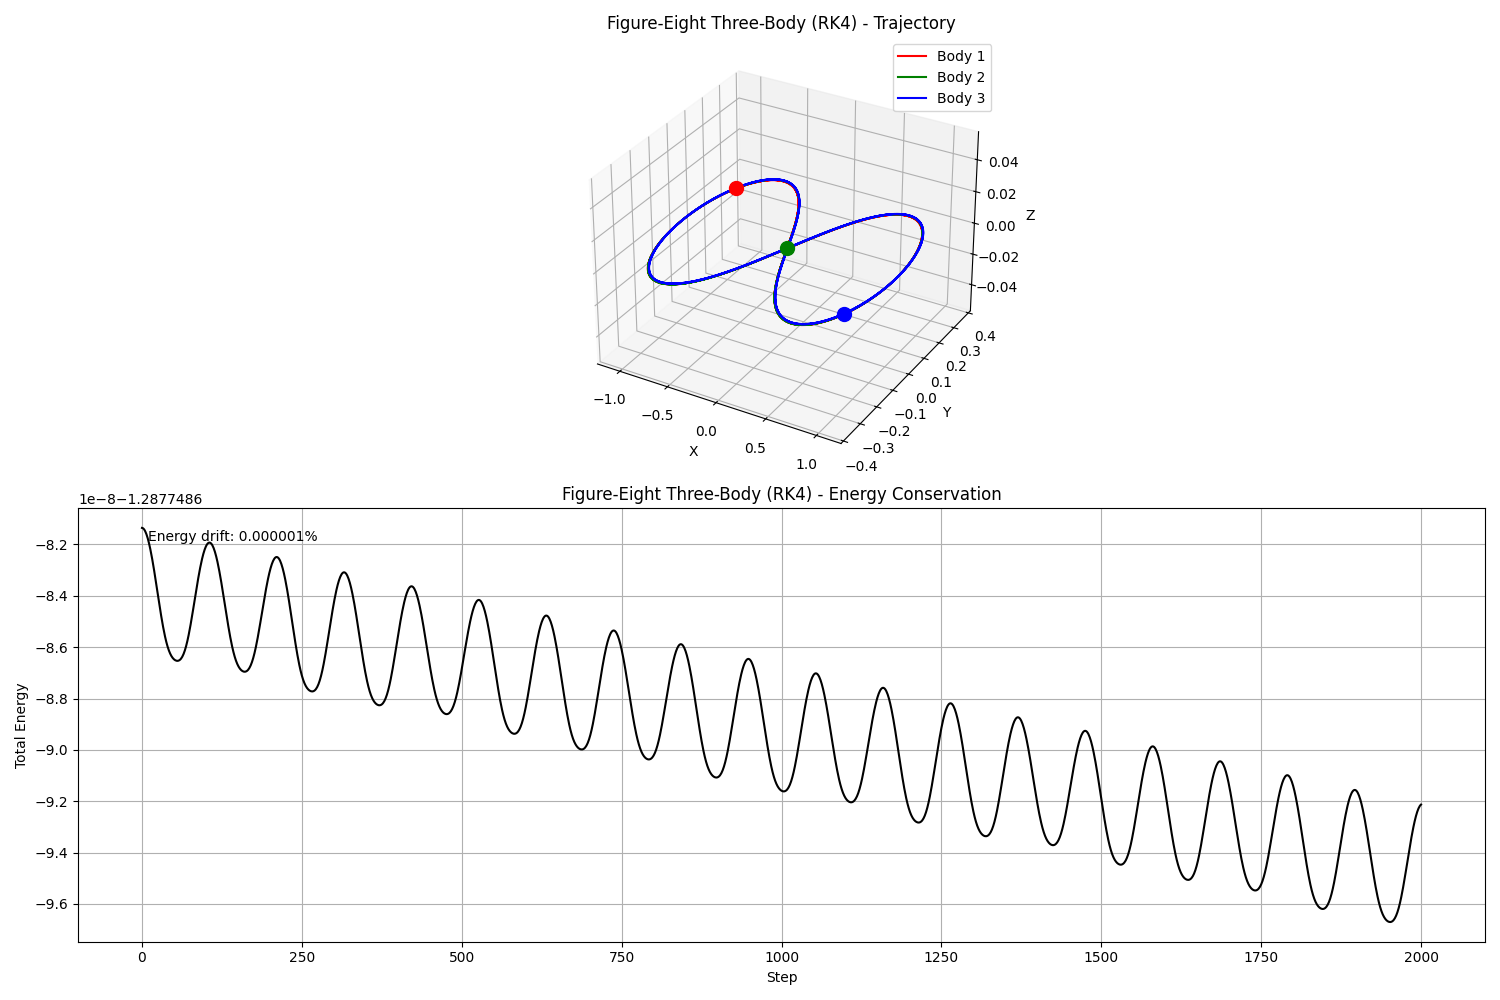 Figure-Eight Three-Body (RK4) - Trajectory
Body 1
Body 2
Body 3
0.04
0.02
0.00
−0.02
−0.04
Z
0.4
0.3
0.2
0.1
0.0
−0.1
−0.2
−0.3
−0.4
Y
−1.0
−0.5
0.0
0.5
1.0
X
Figure-Eight Three-Body (RK4) - Energy Conservation
1e−8−1.2877486
Energy drift: 0.000001%
−8.2
−8.4
−8.6
−8.8
−9.0
−9.2
−9.4
−9.6
Total Energy
0 250 500 750 1000 1250 1500 1750 2000
Step